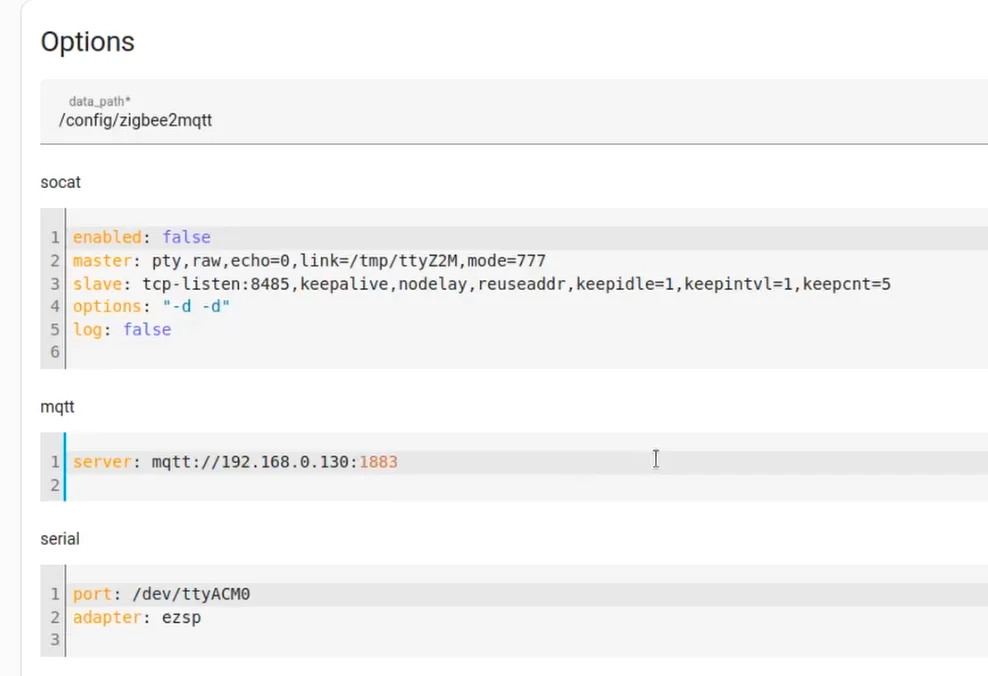 Options
data_path*
/config/zigbee2mqtt
socat
1 enabled: false
2 master: pty,raw,echo=0,link=/tmp/ttyZ2M,mode=777
3 slave: tcp-listen:8485,keepalive,nodelay,reuseaddr,keepidle=1,keepintvl=1,keepcnt=5
4 options: "-d -d"
5 log: false
6
mqtt
1 server: mqtt://192.168.0.130:1883
2
serial
1 port: /dev/ttyACM0
2 adapter: ezsp
3